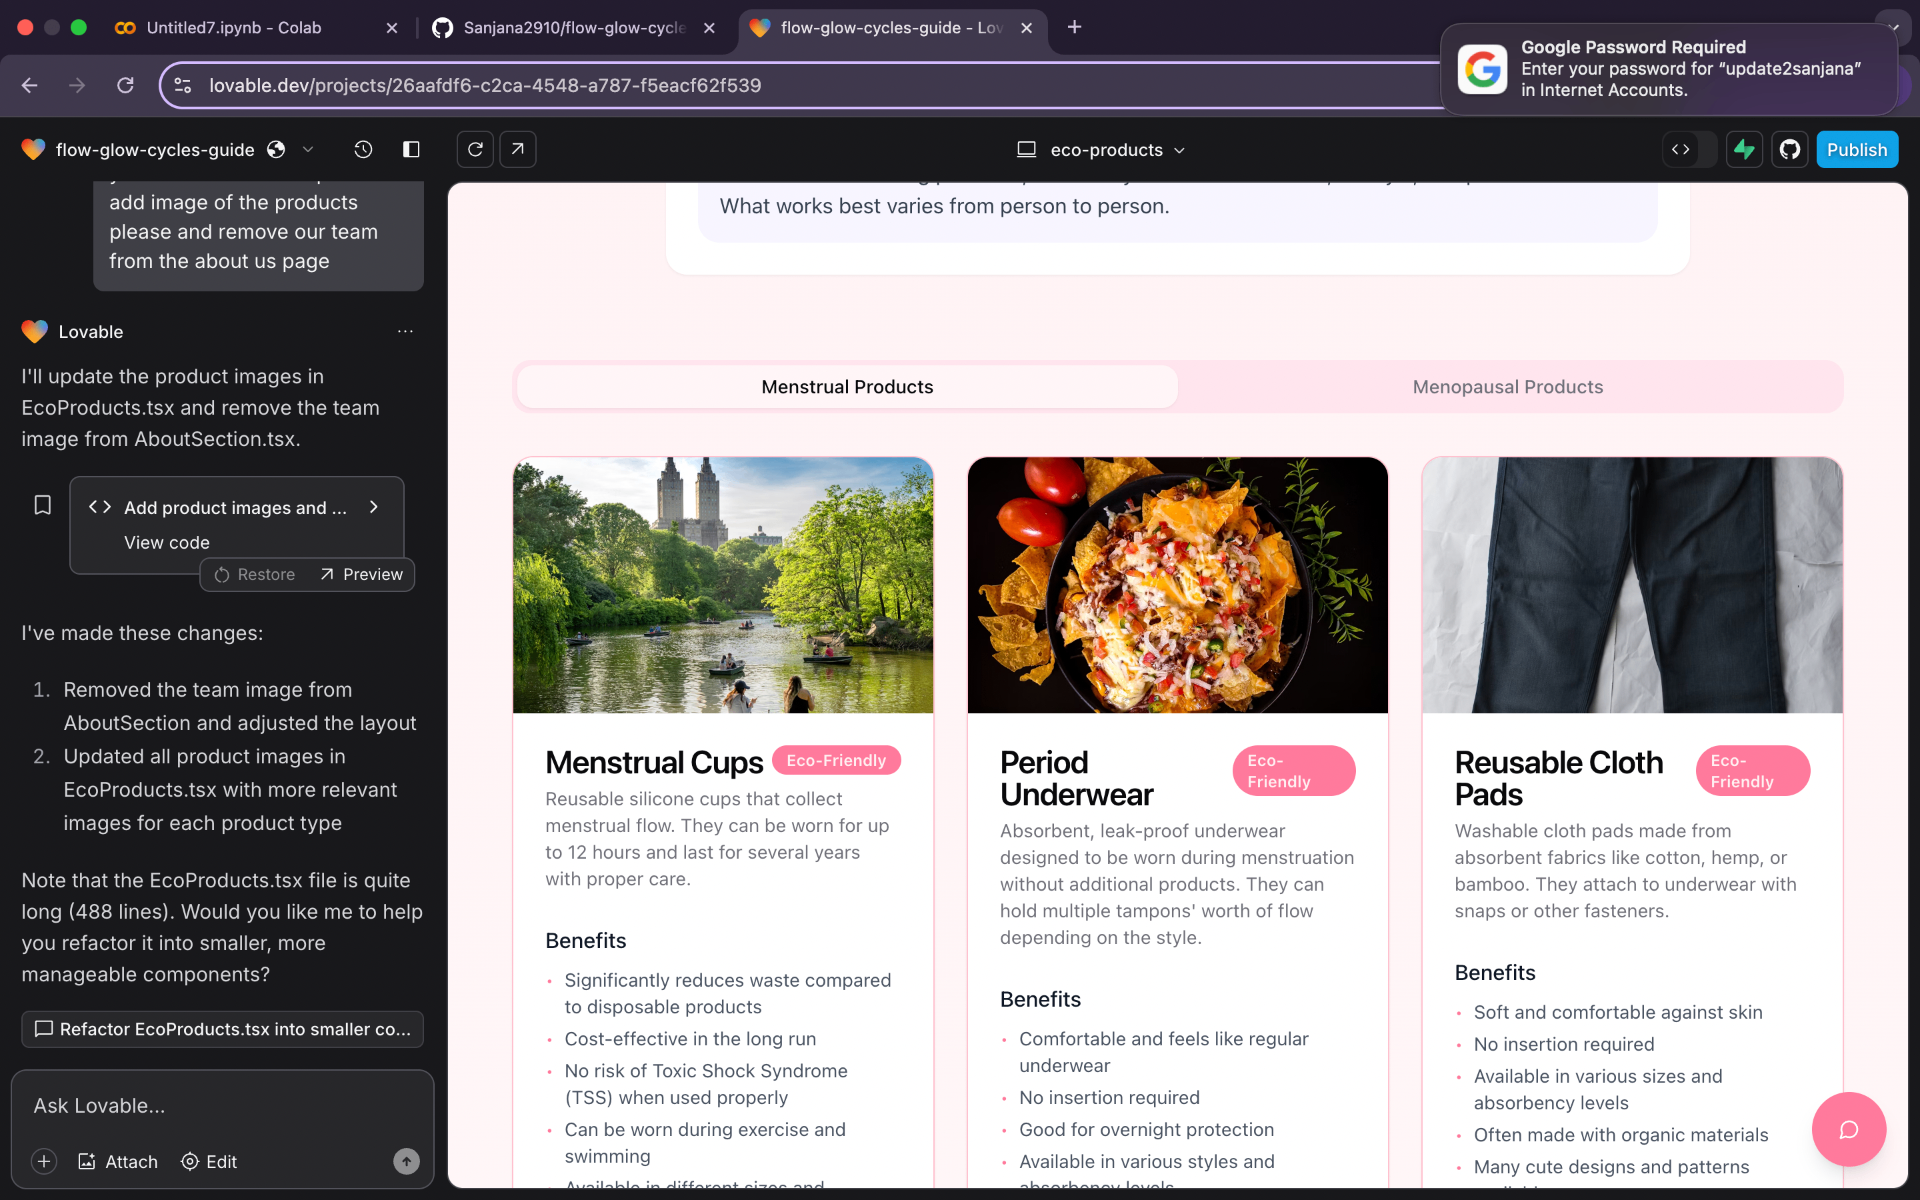 Untitled7.ipynb - Colab
Sanjana2910/flow-glow-cycle
flow-glow-cycles-guide - Lov
Google Password Required
Enter your password for “update2sanjana”
in Internet Accounts.
lovable.dev/projects/26aafdf6-c2ca-4548-a787-f5eacf62f539
flow-glow-cycles-guide
eco-products
Publish
add image of the products
please and remove our team
from the about us page
Lovable
I'll update the product images in
EcoProducts.tsx and remove the team
image from AboutSection.tsx.
Add product images and ...
View code
Restore
Preview
I've made these changes:
1. Removed the team image from
AboutSection and adjusted the layout
2. Updated all product images in
EcoProducts.tsx with more relevant
images for each product type
Note that the EcoProducts.tsx file is quite
long (488 lines). Would you like me to help
you refactor it into smaller, more
manageable components?
Refactor EcoProducts.tsx into smaller co...
Ask Lovable...
Attach
Edit
What works best varies from person to person.
Menstrual Products
Menopausal Products
Menstrual Cups
Eco-Friendly
Reusable silicone cups that collect
menstrual flow. They can be worn for up
to 12 hours and last for several years
with proper care.
Benefits
• Significantly reduces waste compared
to disposable products
• Cost-effective in the long run
• No risk of Toxic Shock Syndrome
(TSS) when used properly
• Can be worn during exercise and
swimming
Available in different sizes and
Period
Underwear
Eco-
Friendly
Absorbent, leak-proof underwear
designed to be worn during menstruation
without additional products. They can
hold multiple tampons' worth of flow
depending on the style.
Benefits
• Comfortable and feels like regular
underwear
• No insertion required
• Good for overnight protection
• Available in various styles and
absorbency levels
Reusable Cloth
Pads
Eco-
Friendly
Washable cloth pads made from
absorbent fabrics like cotton, hemp, or
bamboo. They attach to underwear with
snaps or other fasteners.
Benefits
• Soft and comfortable against skin
• No insertion required
• Available in various sizes and
absorbency levels
• Often made with organic materials
• Many cute designs and patterns